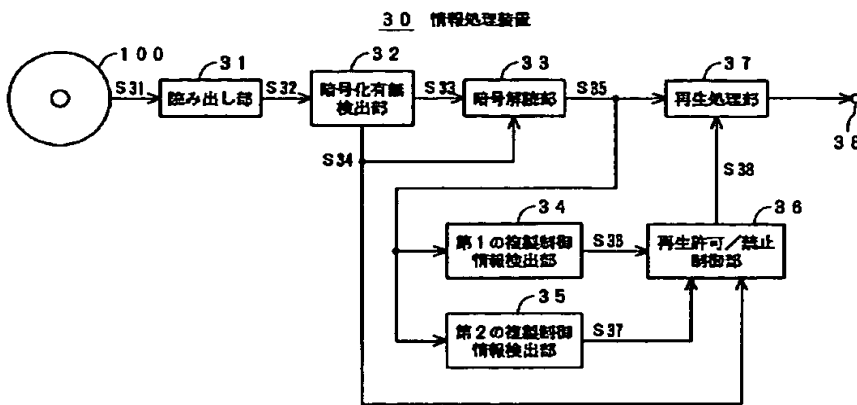 30 情報処理装置
100
31
32
33
37
S31
読み出し部
S32
暗号化有無
検出部
S33
暗号解読部
S35
再生処理部
38
S34
S38
34
第1の複製制御
情報検出部
S36
36
再生許可/禁止
制御部
35
第2の複製制御
情報検出部
S37